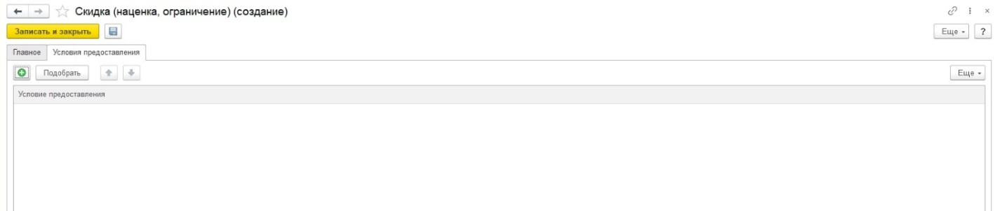 Скидка (наценка, ограничение) (создание)
Записать и закрыть
Еще
?
Главное
Условия предоставления
Подобрать
Еще
Условие предоставления